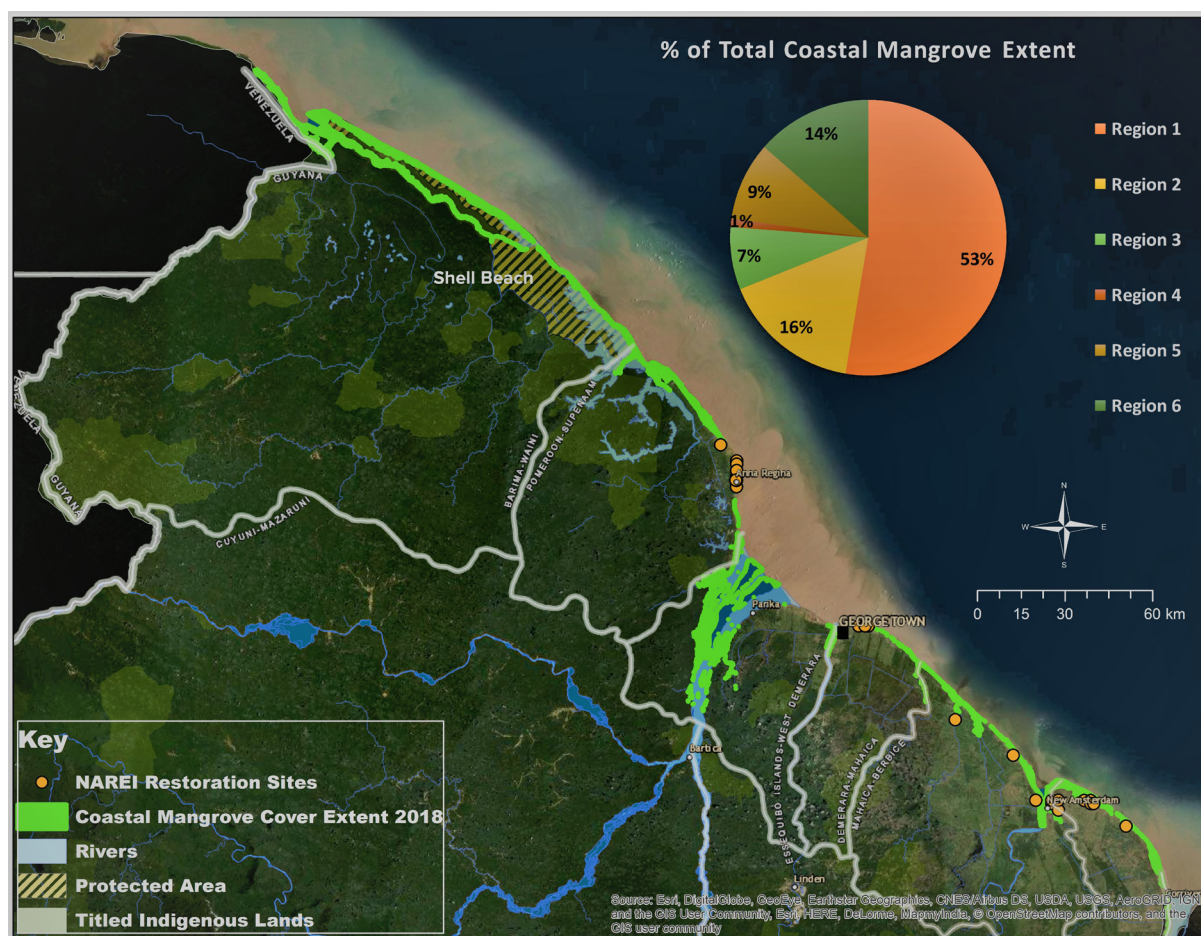 % of Total Coastal Mangrove Extent
14%
9%
1%
7%
16%
53%
Region 1
Region 2
Region 3
Region 4
Region 5
Region 6
VENEZUELA
GUYANA
Shell Beach
GUYANA
CUYUNI-MAZARUNI
BARIMA-WAINI
POMEROON-SUPENAAM
Anna Regina
N
W
E
S
0
15
30
60 km
Parika
GEORGETOWN
ESSEQUIBO ISLANDS-WEST DEMERARA
DEMERARA-MAHAICA
MAHAICA-BERBICE
Bartica
New Amsterdam
Linden
Key
NAREI Restoration Sites
Coastal Mangrove Cover Extent 2018
Rivers
Protected Area
Titled Indigenous Lands
Source: Esri, DigitalGlobe, GeoEye, Earthstar Geographics, CNES/Airbus DS, USDA, USGS, AeroGRID, IGN,
and the GIS User Community, Esri, HERE, DeLorme, MapmyIndia, © OpenStreetMap contributors, and the
GIS user community